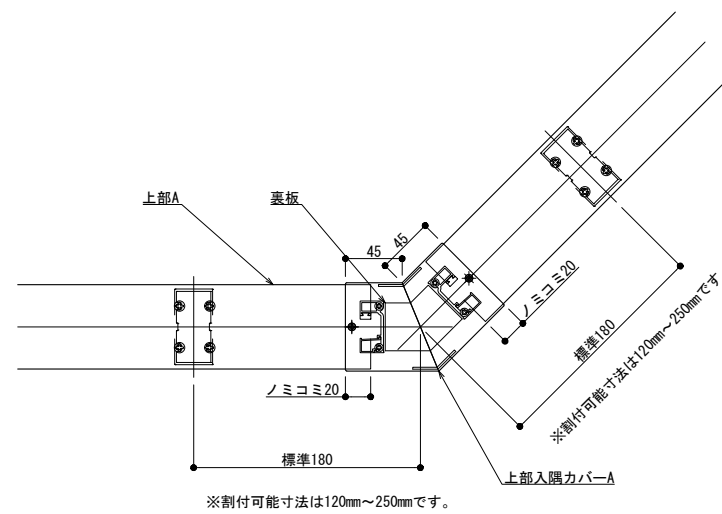 上部A
裏板
45
45
ノミコミ20
標準180
※割付可能寸法は120mm～250mmです
ノミコミ20
標準180
上部入隅カバーA
※割付可能寸法は120mm～250mmです。